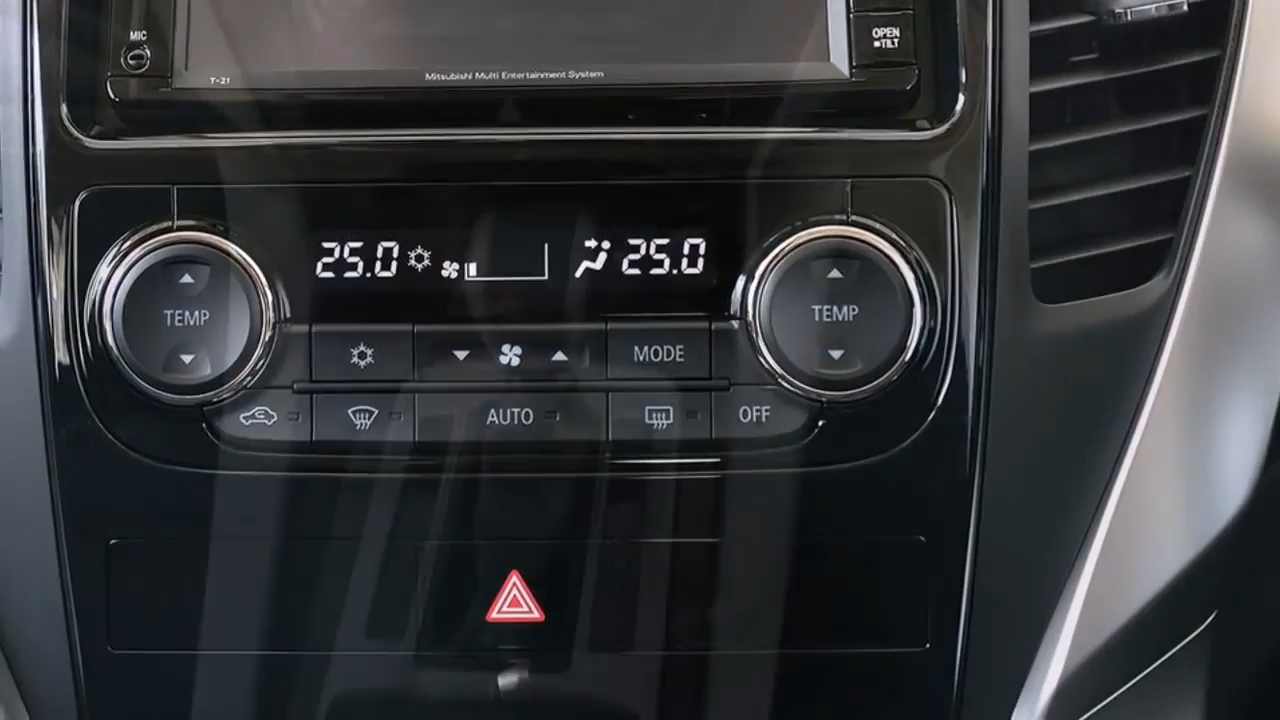 MIC
OPEN
■TILT
T-21
Mitsubishi Multi Entertainment System
25.0
25.0
TEMP
TEMP
MODE
AUTO
OFF